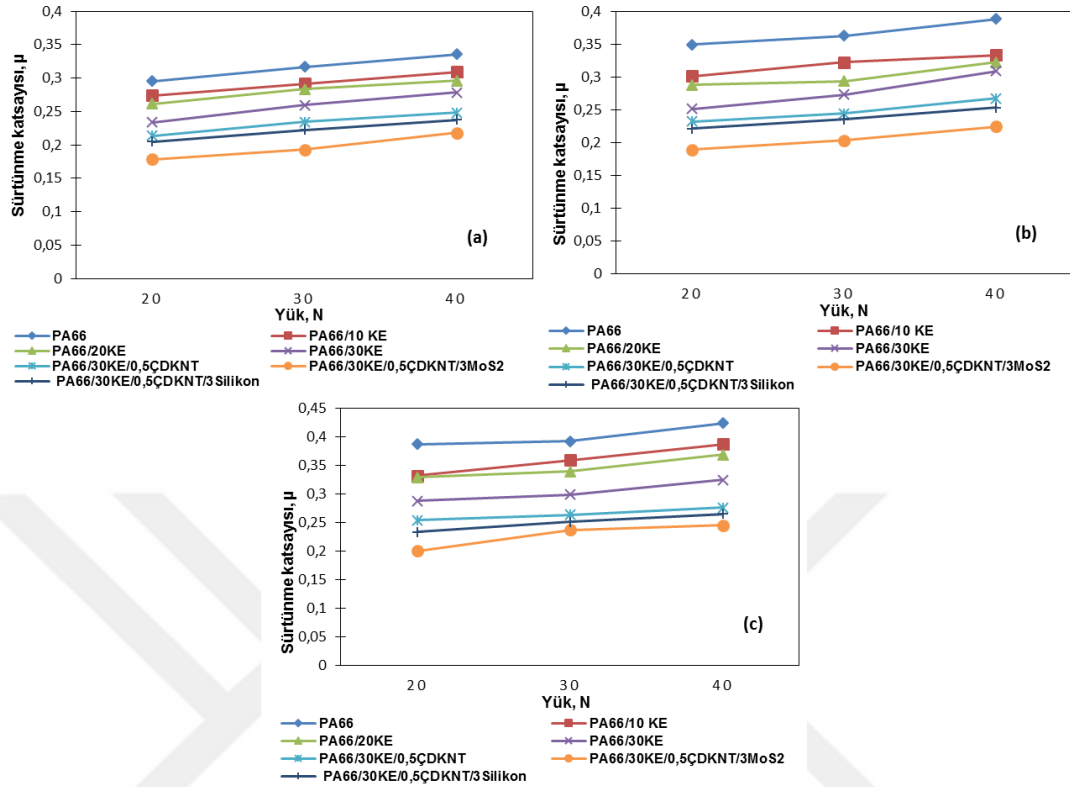 Sürtünme katsayısı, µ
0,4
0,35
0,3
0,25
0,2
0,15
0,1
0,05
0
(a)
20 30 40
Yük, N
PA66 PA66/10 KE
PA66/20KE PA66/30KE
PA66/30KE/0,5ÇDKNT PA66/30KE/0,5ÇDKNT/3MoS2
PA66/30KE/0,5ÇDKNT/3Silikon
Sürtünme katsayısı, µ
0,4
0,35
0,3
0,25
0,2
0,15
0,1
0,05
0
(b)
20 30 40
Yük, N
PA66 PA66/10 KE
PA66/20KE PA66/30KE
PA66/30KE/0,5ÇDKNT PA66/30KE/0,5ÇDKNT/3MoS2
PA66/30KE/0,5ÇDKNT/3Silikon
Sürtünme katsayısı, µ
0,45
0,4
0,35
0,3
0,25
0,2
0,15
0,1
0,05
0
(c)
20 30 40
Yük, N
PA66 PA66/10 KE
PA66/20KE PA66/30KE
PA66/30KE/0,5ÇDKNT PA66/30KE/0,5ÇDKNT/3MoS2
PA66/30KE/0,5ÇDKNT/3Silikon